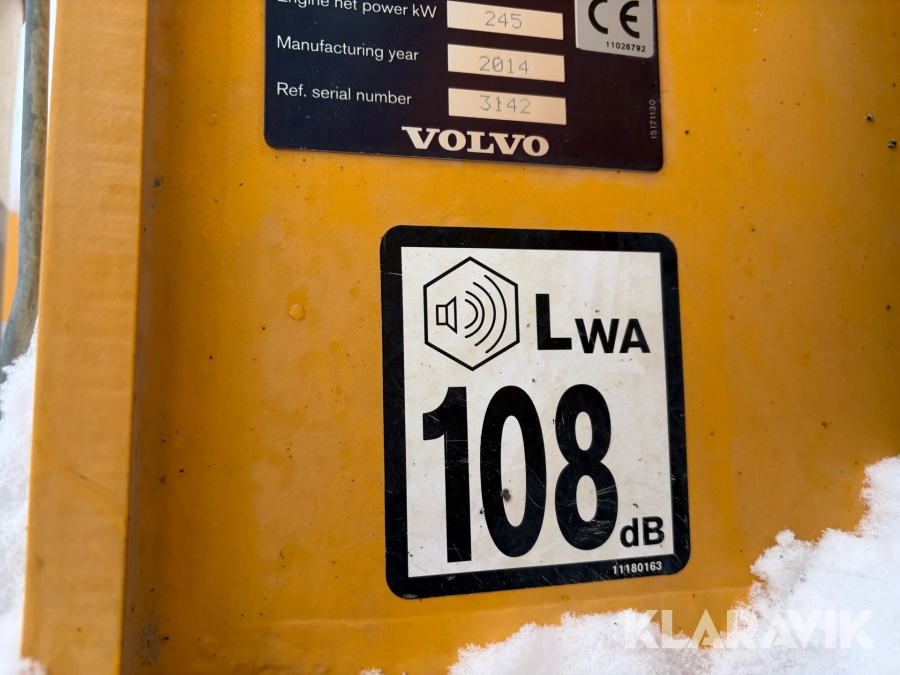 Engine net power kW 245
CE
11026792
Manufacturing year 2014
Ref. serial number 3142
15171130
VOLVO
LWA
108 dB
11180163
KLARAVIK